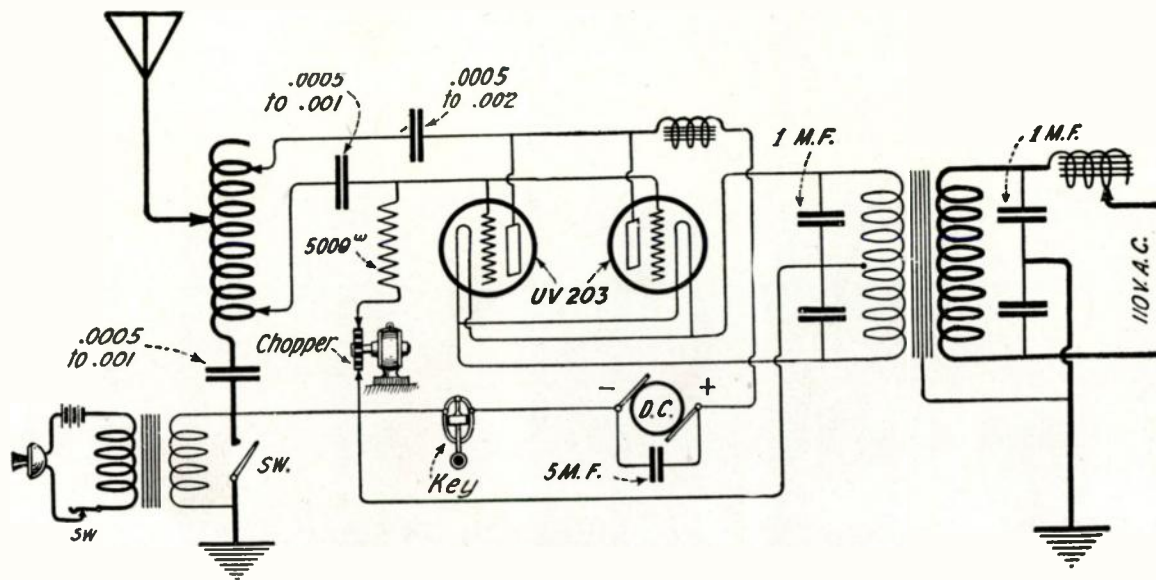 .0005
to .001
.0005
to .002
1 M.F.
1 M.F.
5000ω
UV 203
110 V.A.C.
.0005
to .001
Chopper
- D.C. +
SW.
Key
5 M.F.
SW